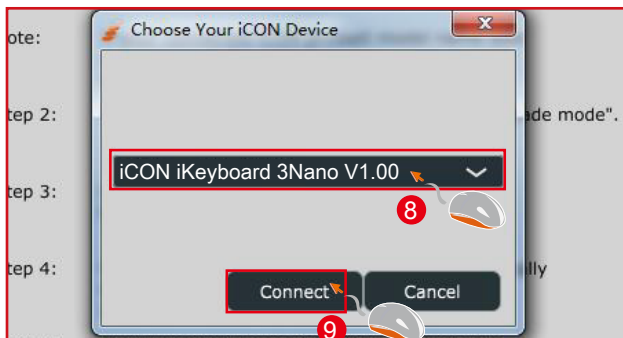 ote:
Choose Your iCON Device
tep 2:
ade mode".
iCON iKeyboard 3Nano V1.00
tep 3:
8
tep 4:
lly
Connect
Cancel
9